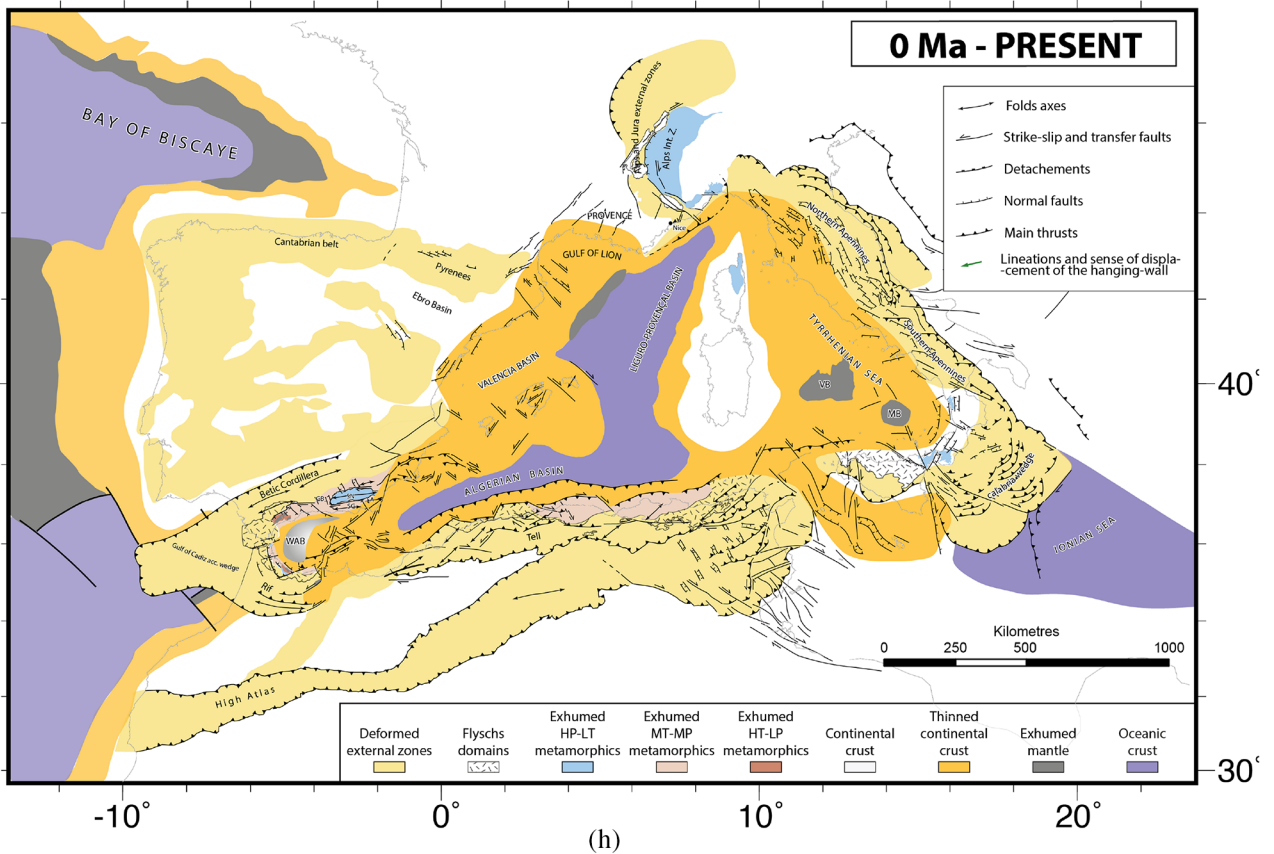 0 Ma - PRESENT
Folds axes
Strike-slip and transfer faults
Detachements
Normal faults
Main thrusts
Lineations and sense of displa-
-cement of the hanging-wall
BAY OF BISCAYE
Alps and Jura external zones
Alps Int. Z.
PROVENCE
Nice
GULF OF LION
Cantabrian belt
Pyrenees
Ebro Basin
Northern Apennines
LIGURO-PROVENÇAL BASIN
TYRRHENIAN SEA
Southern Apennines
VALENCIA BASIN
VB
MB
40°
Betic Cordillera
ALGERIAN BASIN
Calabria wedge
WAB
Gulf of Cadiz acc. wedge
Tell
IONIAN SEA
Rif
High Atlas
Kilometres
0 250 500 1000
Deformed
external zones
Flyschs
domains
Exhumed
HP-LT
metamorphics
Exhumed
MT-MP
metamorphics
Exhumed
HT-LP
metamorphics
Continental
crust
Thinned
continental
crust
Exhumed
mantle
Oceanic
crust
30°
-10° 0° 10° 20°
(h)